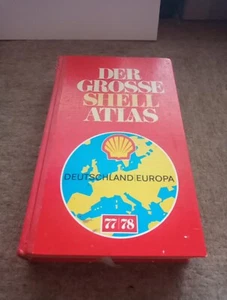 DER
GROSSE
SHELL
ATLAS
DEUTSCHLAND EUROPA
77 78